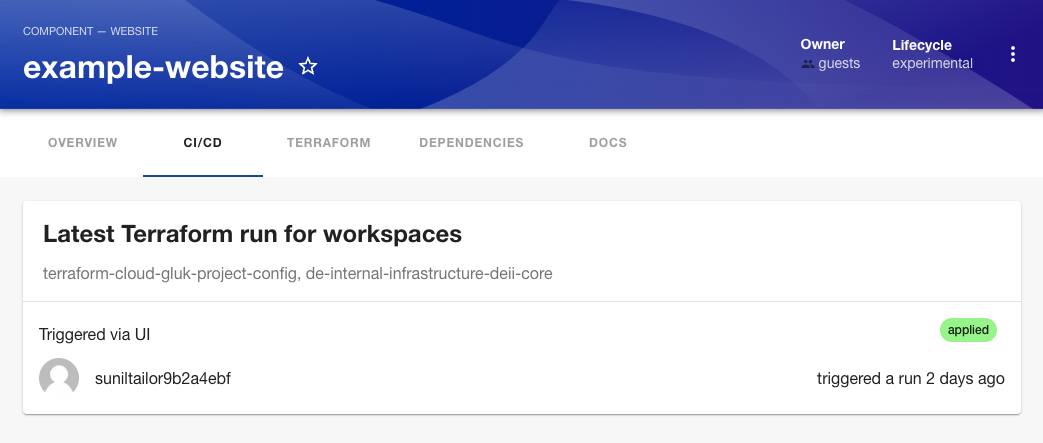 COMPONENT — WEBSITE
example-website
Owner
guests
Lifecycle
experimental
OVERVIEW
CI/CD
TERRAFORM
DEPENDENCIES
DOCS
Latest Terraform run for workspaces
terraform-cloud-gluk-project-config, de-internal-infrastructure-deii-core
Triggered via UI
applied
suniltailor9b2a4ebf
triggered a run 2 days ago